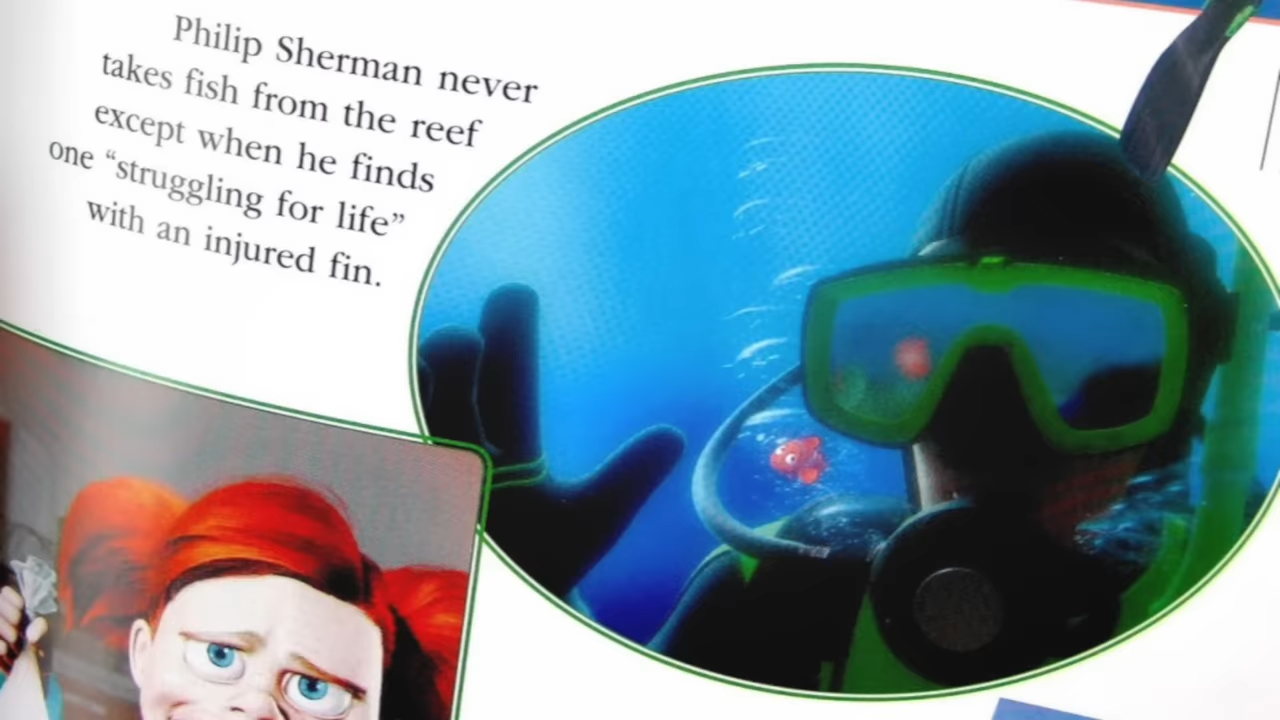 Philip Sherman never
takes fish from the reef
except when he finds
one “struggling for life”
with an injured fin.